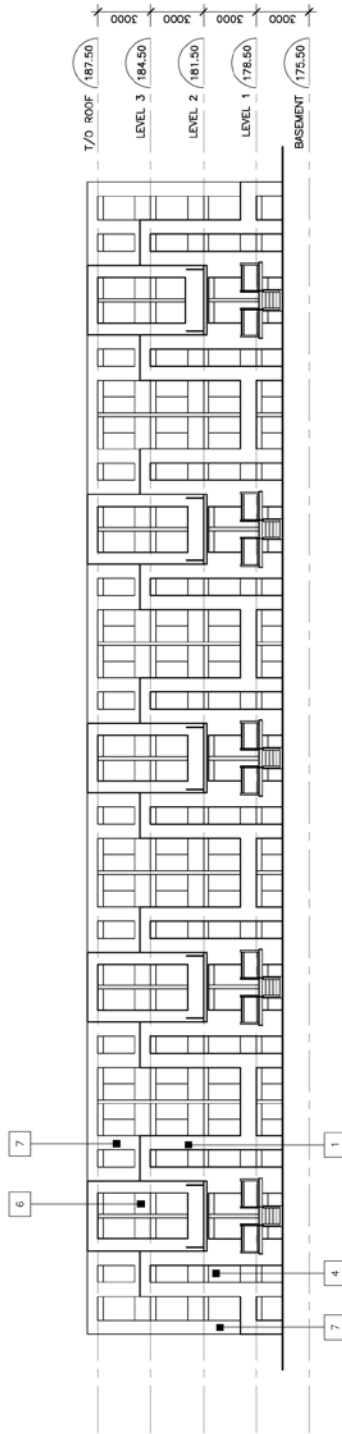 T/O ROOF 187.50
3000
LEVEL 3 184.50
3000
LEVEL 2 181.50
3000
LEVEL 1 178.50
3000
BASEMENT 175.50
7
6
1
4
7